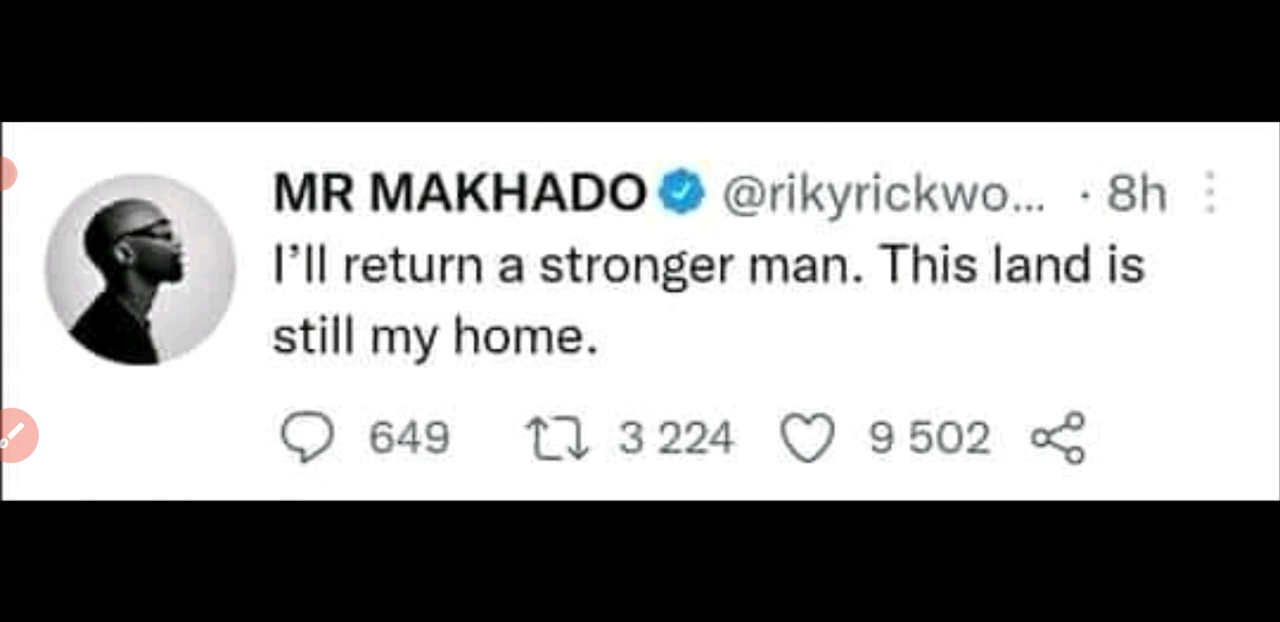 MR MAKHADO @rikyrickwo... · 8h
I’ll return a stronger man. This land is
still my home.
649 3 224 9 502